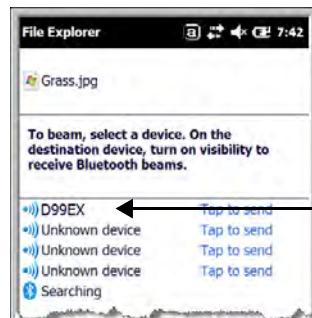 File Explorer 7:42
Grass.jpg
To beam, select a device. On the
destination device, turn on visibility to
receive Bluetooth beams.
D99EX Tap to send
Unknown device Tap to send
Unknown device Tap to send
Unknown device Tap to send
Searching